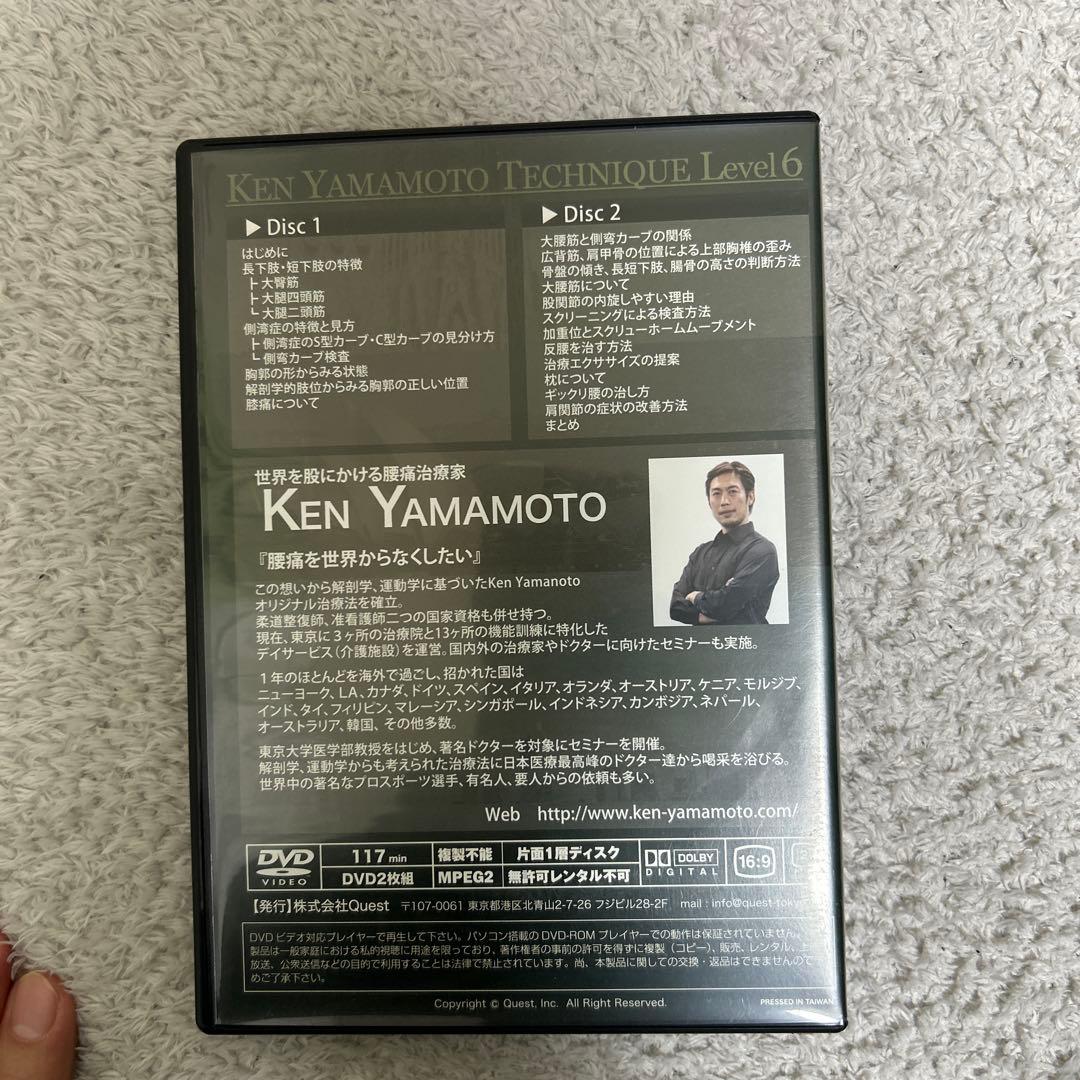 KEN YAMAMOTO TECHNIQUE Level6
▶ Disc 1
はじめに
長下肢・短下肢の特徴
├ 大臀筋
├ 大腿四頭筋
└ 大腿二頭筋
側湾症の特徴と見方
├ 側湾症のS型カーブ・C型カーブの見分け方
└ 側弯カーブ検査
胸郭の形からみる状態
解剖学的肢位からみる胸郭の正しい位置
膝痛について
▶ Disc 2
大腰筋と側弯カーブの関係
広背筋、肩甲骨の位置による上部胸椎の歪み
骨盤の傾き、長短下肢、腸骨の高さの判断方法
大腰筋について
股関節の内旋しやすい理由
スクリーニングによる検査方法
加重位とスクリューホームムーブメント
反腰を治す方法
治療エクササイズの提案
枕について
ギックリ腰の治し方
肩関節の症状の改善方法
まとめ
世界を股にかける腰痛治療家
KEN YAMAMOTO
『腰痛を世界からなくしたい』
この想いから解剖学、運動学に基づいたKen Yamanoto
オリジナル治療法を確立。
柔道整復師、准看護師二つの国家資格も併せ持つ。
現在、東京に3ヶ所の治療院と13ヶ所の機能訓練に特化した
デイサービス（介護施設）を運営。国内外の治療家やドクターに向けたセミナーも実施。
1年のほとんどを海外で過ごし、招かれた国は
ニューヨーク、LA、カナダ、ドイツ、スペイン、イタリア、オランダ、オーストリア、ケニア、モルジブ、
インド、タイ、フィリピン、マレーシア、シンガポール、インドネシア、カンボジア、ネパール、
オーストラリア、韓国、その他多数。
東京大学医学部教授をはじめ、著名ドクターを対象にセミナーを開催。
解剖学、運動学からも考えられた治療法に日本医療最高峰のドクター達から喝采を浴びる。
世界中の著名なプロスポーツ選手、有名人、要人からの依頼も多い。
Web http://www.ken-yamamoto.com/
DVD VIDEO
117 min
複製不能
片面1層ディスク
DVD2枚組
MPEG2
無許可レンタル不可
DOLBY DIGITAL
16:9
【発行】株式会社Quest 〒107-0061 東京都港区北青山2-7-26 フジビル28-2F mail : info@quest-tokyo
DVDビデオ対応プレイヤーで再生して下さい。パソコン搭載のDVD-ROMプレイヤーでの動作は保証されていません。
製品は一般家庭における私的視聴に用途を限っており、著作権者の事前の許可を得ずに複製（コピー）、販売、レンタル、上
放送、公衆送信などの目的で利用することは法律で禁止されています。尚、本製品に関しての交換・返品はできませんので
めご了承下さい。
Copyright © Quest, Inc. All Right Reserved.
PRESSED IN TAIWAN